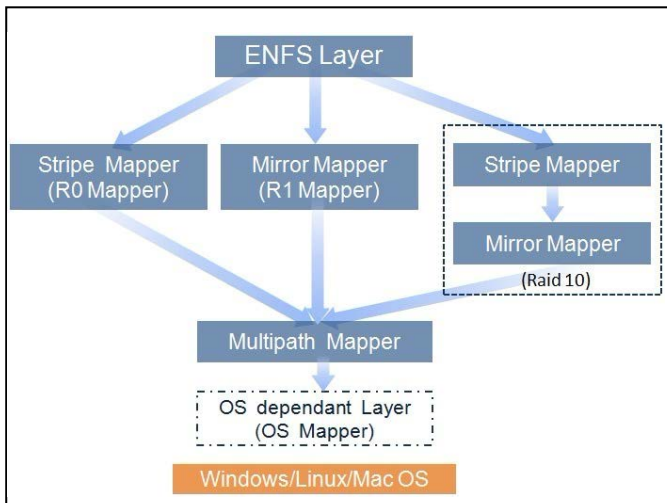 ENFS Layer
Stripe Mapper
(R0 Mapper)
Mirror Mapper
(R1 Mapper)
Stripe Mapper
Mirror Mapper
(Raid 10)
Multipath Mapper
OS dependant Layer
(OS Mapper)
Windows/Linux/Mac OS